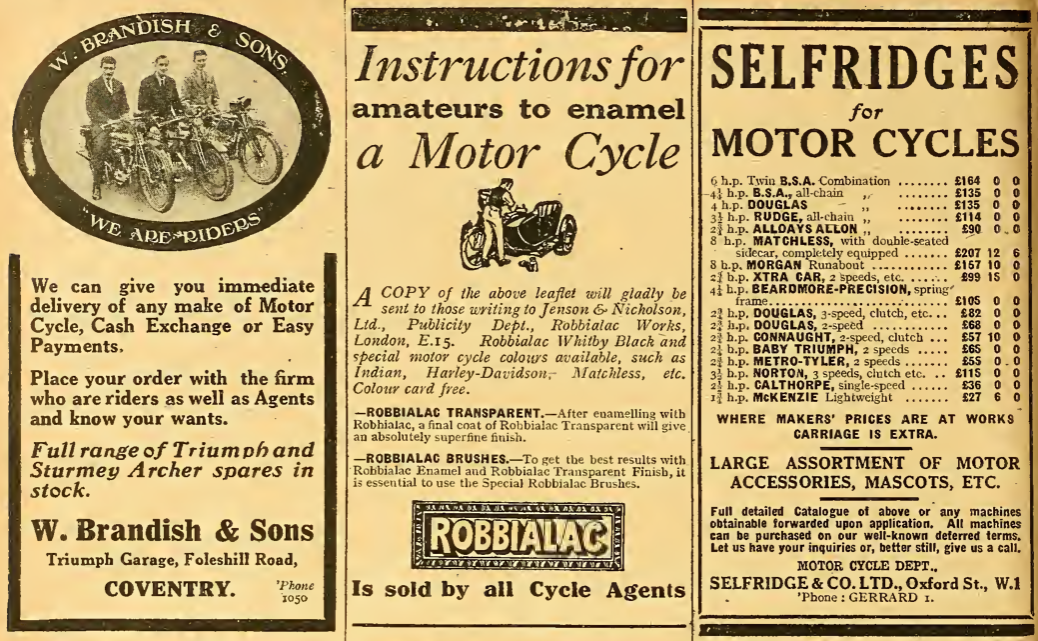 W. BRANDISH & SONS.
"WE ARE RIDERS"
We can give you immediate
delivery of any make of Motor
Cycle, Cash Exchange or Easy
Payments.
Place your order with the firm
who are riders as well as Agents
and know your wants.
Full range of Triumph and
Sturmey Archer spares in
stock.
W. Brandish & Sons
Triumph Garage, Foleshill Road,
COVENTRY. 'Phone
1050
Instructions for
amateurs to enamel
a Motor Cycle
A COPY of the above leaflet will gladly be
sent to those writing to Jenson & Nicholson,
Ltd., Publicity Dept., Robbialac Works,
London, E.15. Robbialac Whitby Black and
special motor cycle colours available, such as
Indian, Harley-Davidson, Matchless, etc.
Colour card free.
—ROBBIALAC TRANSPARENT.—After enamelling with
Robbialac, a final coat of Robbialac Transparent will give
an absolutely superfine finish.
—ROBBIALAC BRUSHES.—To get the best results with
Robbialac Enamel and Robbialac Transparent Finish, it
is essential to use the Special Robbialac Brushes.
ROBBIALAC
Is sold by all Cycle Agents
SELFRIDGES
for
MOTOR CYCLES
6 h.p. Twin B.S.A. Combination ........ £164 0 0
4¼ h.p. B.S.A., all-chain ,, ........ £135 0 0
4 h.p. DOUGLAS — ,, ........ £135 0 0
3½ h.p. RUDGE, all-chain ,, ........ £114 0 0
2¾ h.p. ALLDAYS ALLON ,, ........ £90 0 0
8 h.p. MATCHLESS, with double-seated
sidecar, completely equipped ....... £207 12 6
8 h.p. MORGAN Runabout ........... £157 10 0
2¾ h.p. XTRA CAR, 2 speeds, etc. ...... £99 15 0
4¼ h.p. BEARDMORE-PRECISION, spring
frame ........................ £105 0 0
2¾ h.p. DOUGLAS, 3-speed, clutch, etc... £82 0 0
2¾ h.p. DOUGLAS, 2-speed ........... £68 0 0
2¾ h.p. CONNAUGHT, 2-speed, clutch ... £57 10 0
2¼ h.p. BABY TRIUMPH, 2 speeds ..... £65 0 0
2¾ h.p. METRO-TYLER, 2 speeds ....... £55 0 0
3½ h.p. NORTON, 3 speeds, clutch etc. .. £115 0 0
2¼ h.p. CALTHORPE, single-speed ...... £36 0 0
1¾ h.p. McKENZIE Lightweight ....... £27 6 0
WHERE MAKERS' PRICES ARE AT WORKS
CARRIAGE IS EXTRA.
LARGE ASSORTMENT OF MOTOR
ACCESSORIES, MASCOTS, ETC.
Full detailed Catalogue of above or any machines
obtainable forwarded upon application. All machines
can be purchased on our well-known deferred terms.
Let us have your inquiries or, better still, give us a call.
MOTOR CYCLE DEPT.,
SELFRIDGE & CO. LTD., Oxford St., W.1
'Phone : GERRARD 1.